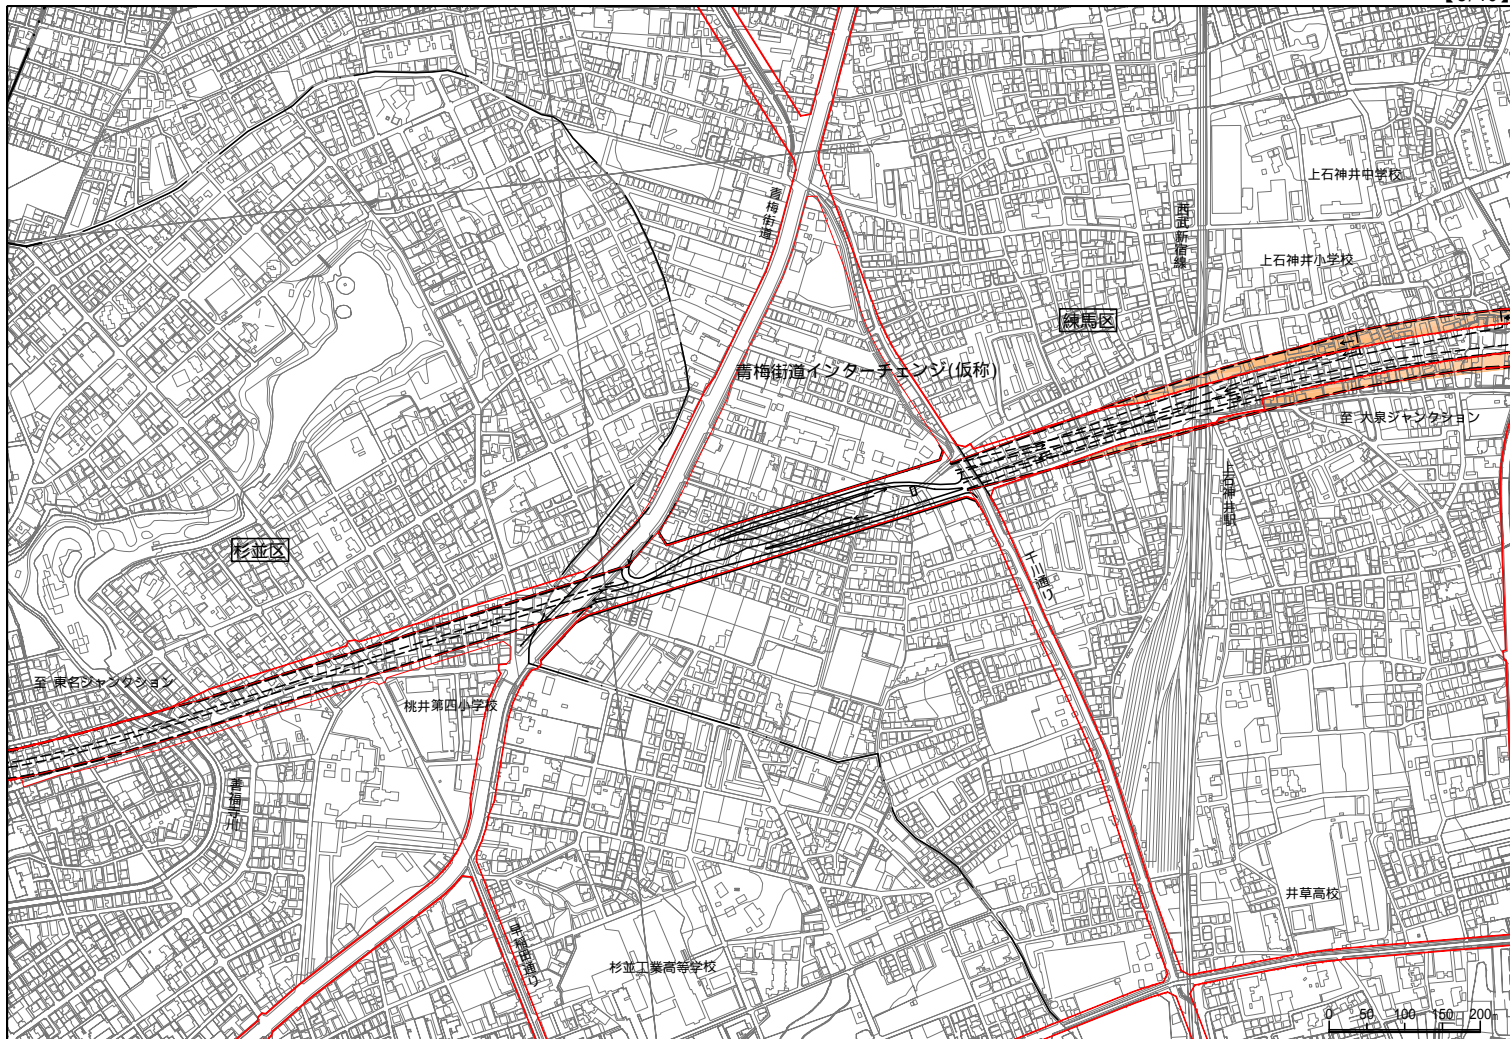 上石神井中学校
青梅街道
西武新宿線
上石神井小学校
練馬区
青梅街道インターチェンジ(仮称)
至 大泉ジャンクション
上石神井駅
杉並区
千川通り
至 東名ジャンクション
桃井第四小学校
善福寺川
井草高校
早稲田通り
杉並工業高等学校
0 50 100 150 200m